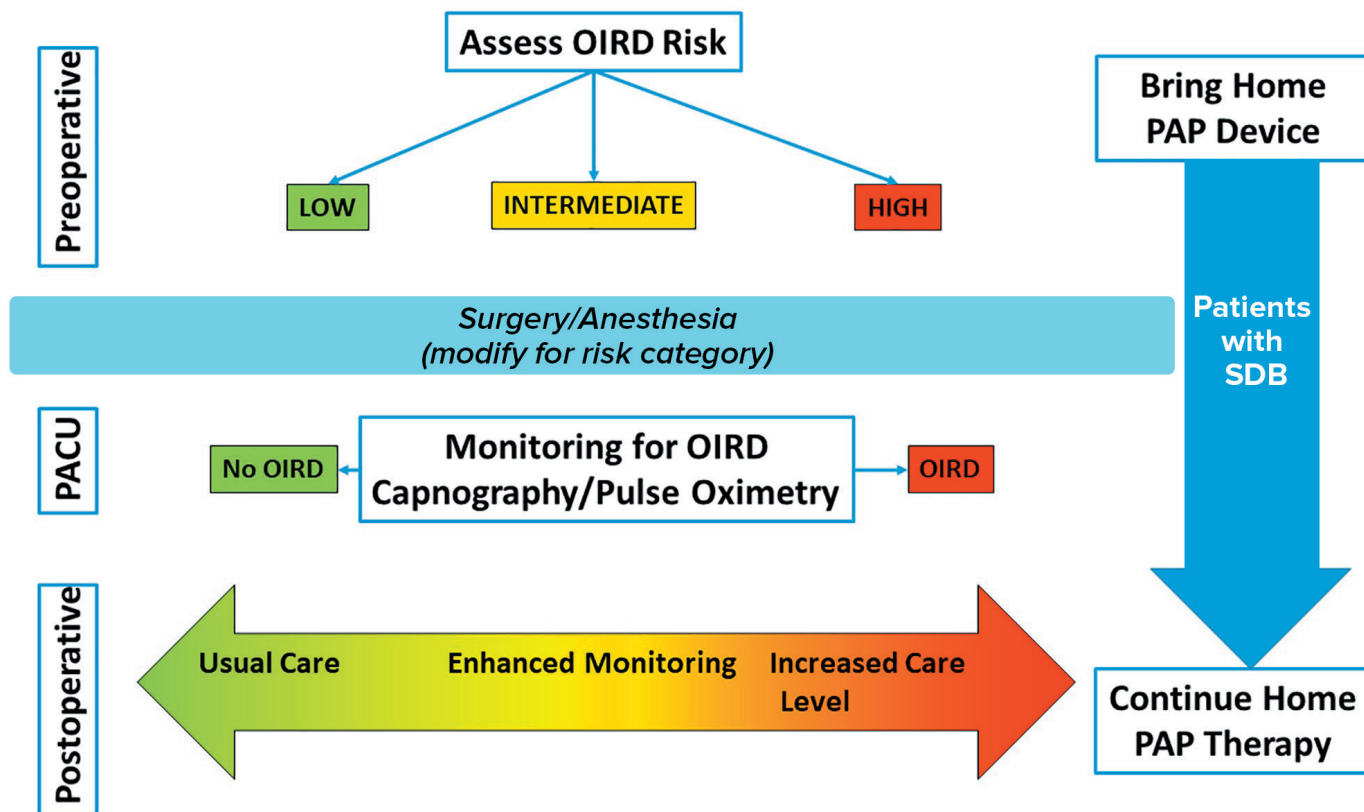 Preoperative
Assess OIRD Risk
LOW
INTERMEDIATE
HIGH
Bring Home
PAP Device
Surgery/Anesthesia
(modify for risk category)
Patients
with
SDB
PACU
No OIRD
Monitoring for OIRD
Capnography/Pulse Oximetry
OIRD
Postoperative
Usual Care
Enhanced Monitoring
Increased Care
Level
Continue Home
PAP Therapy